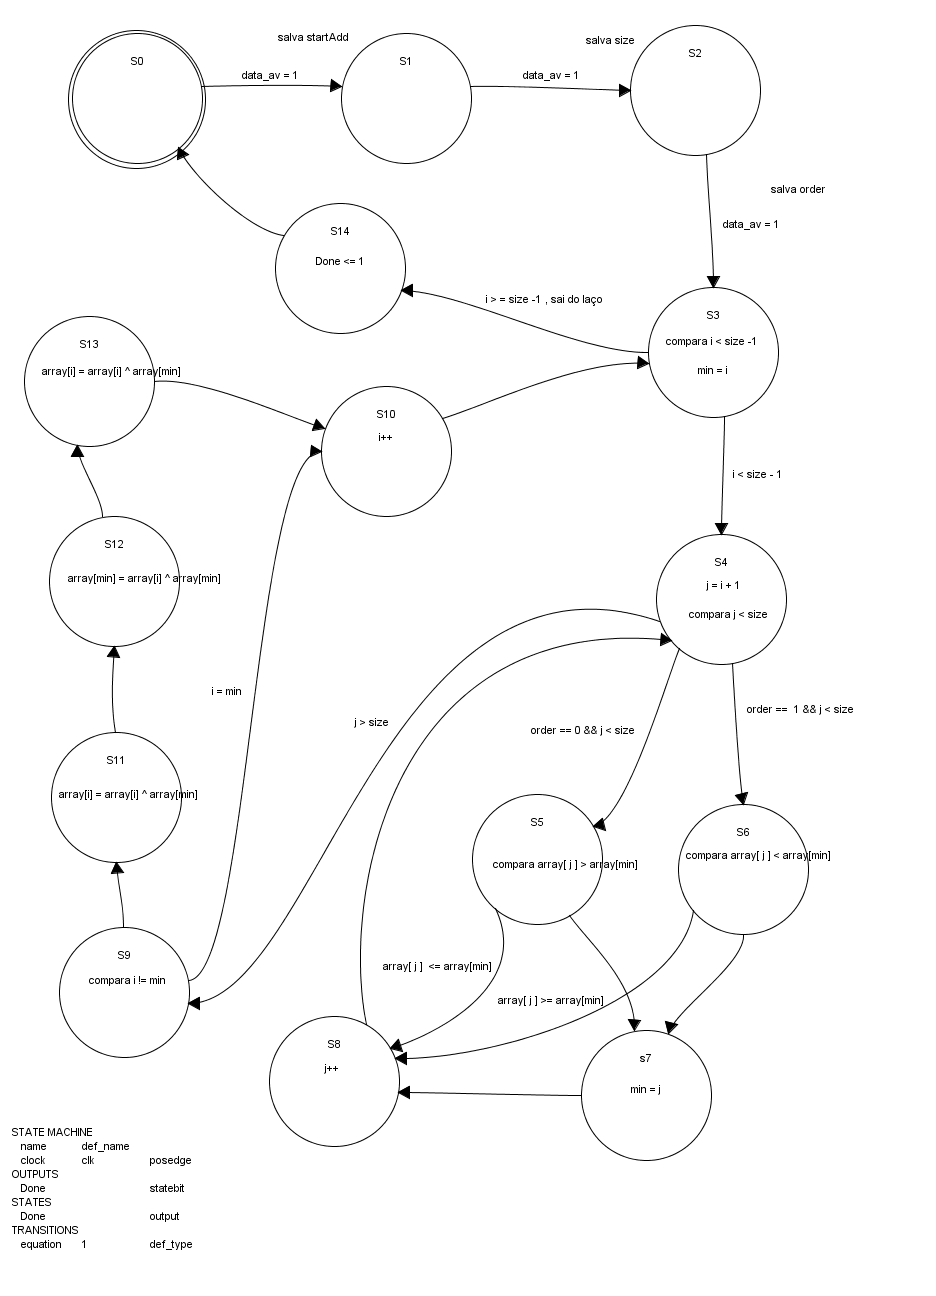 salva startAdd
salva size
S0
S1
S2
data_av = 1
data_av = 1
salva order
data_av = 1
S14
Done <= 1
i > = size -1 , sai do laço
S3
compara i < size -1
min = i
S13
array[i] = array[i] ^ array[min]
S10
i++
i < size - 1
S12
array[min] = array[i] ^ array[min]
S4
j = i + 1
compara j < size
i = min
j > size
order == 0 && j < size
order == 1 && j < size
S11
array[i] = array[i] ^ array[min]
S5
compara array[ j ] > array[min]
S6
compara array[ j ] < array[min]
S9
compara i != min
array[ j ] <= array[min]
array[ j ] >= array[min]
S8
j++
s7
min = j
STATE MACHINE
name def_name
clock clk posedge
OUTPUTS
Done statebit
STATES
Done output
TRANSITIONS
equation 1 def_type